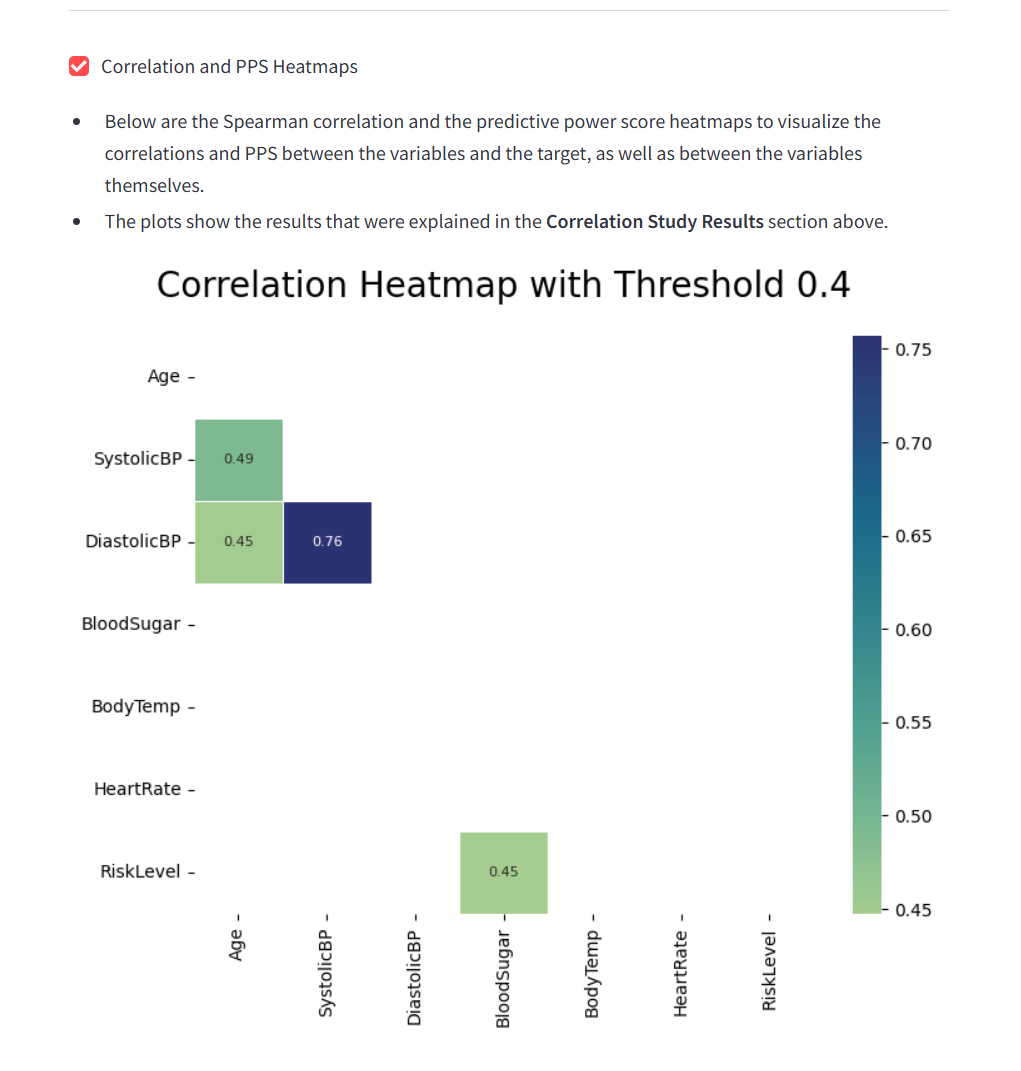 Correlation and PPS Heatmaps
Below are the Spearman correlation and the predictive power score heatmaps to visualize the
correlations and PPS between the variables and the target, as well as between the variables
themselves.
The plots show the results that were explained in the Correlation Study Results section above.
Correlation Heatmap with Threshold 0.4
Age
SystolicBP
DiastolicBP
BloodSugar
BodyTemp
HeartRate
RiskLevel
0.49
0.45 0.76
0.45
Age
SystolicBP
DiastolicBP
BloodSugar
BodyTemp
HeartRate
RiskLevel
0.75
0.70
0.65
0.60
0.55
0.50
0.45